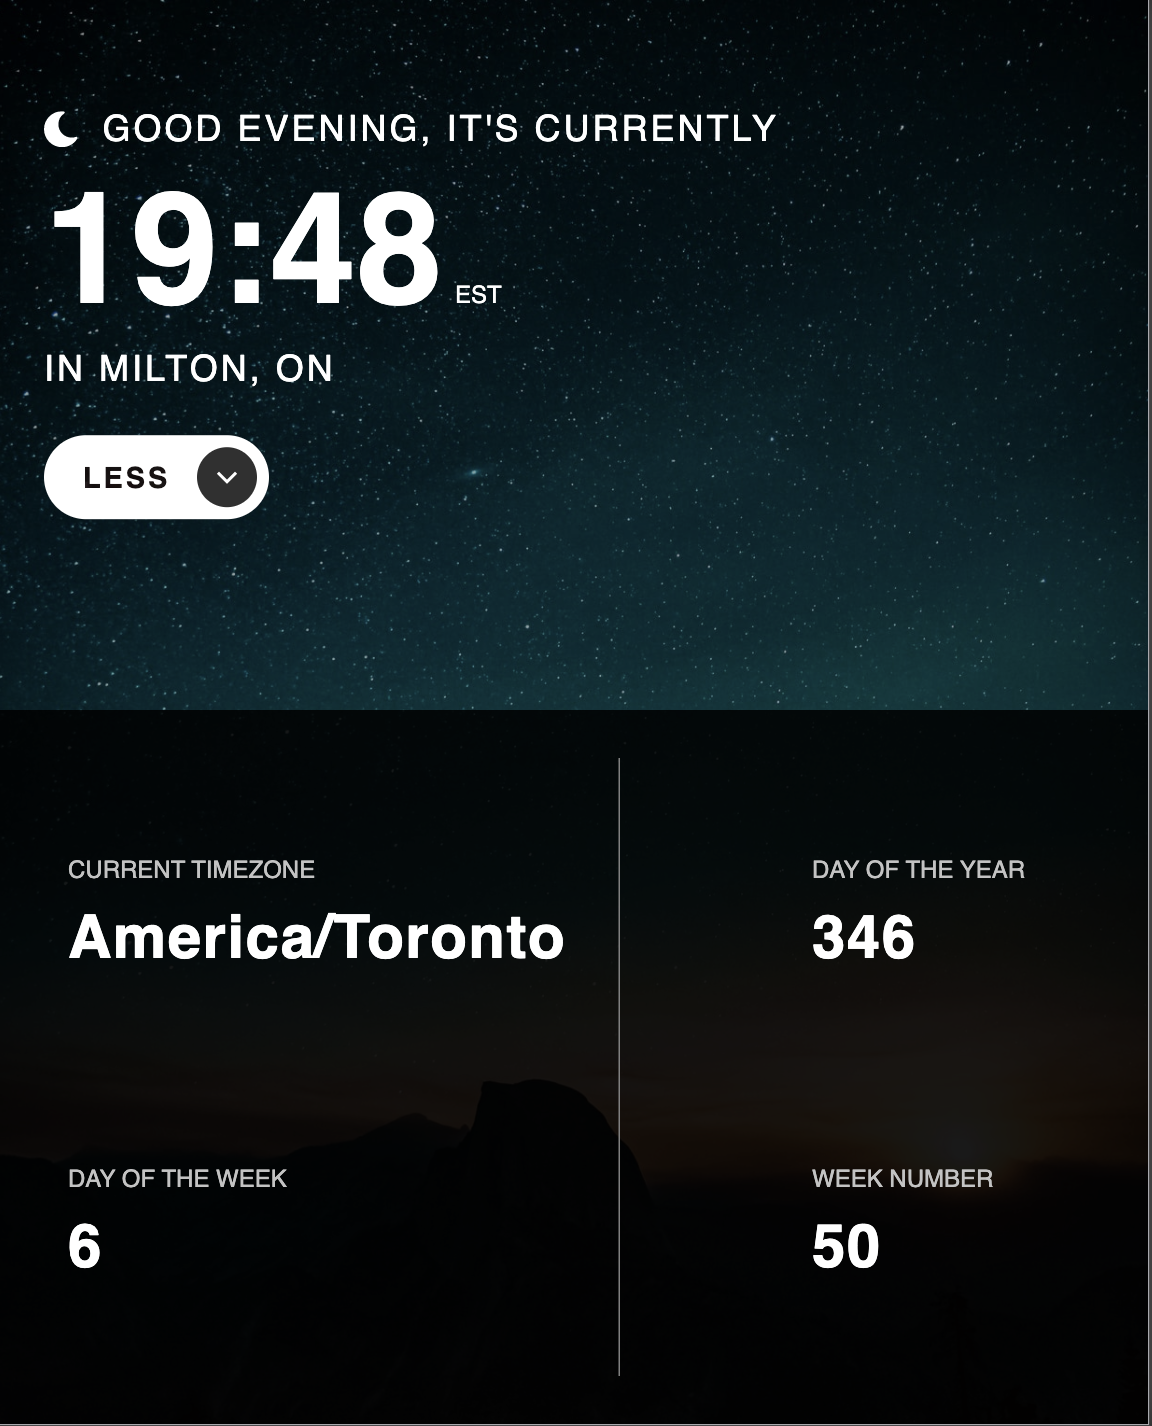 GOOD EVENING, IT'S CURRENTLY
19:48 EST
IN MILTON, ON
LESS
CURRENT TIMEZONE
America/Toronto
DAY OF THE YEAR
346
DAY OF THE WEEK
6
WEEK NUMBER
50